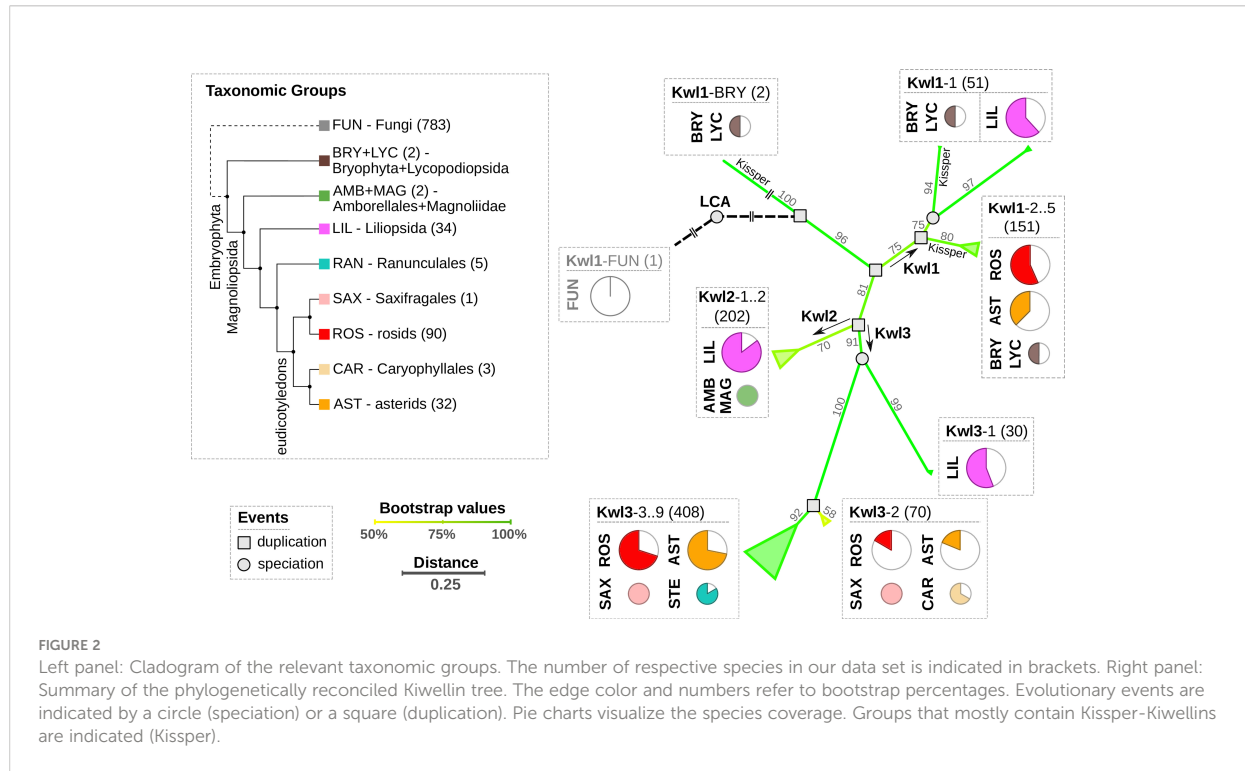 Taxonomic Groups
FUN - Fungi (783)
BRY+LYC (2) -
Bryophyta+Lycopodiopsida
AMB+MAG (2) -
Amborellales+Magnoliidae
LIL - Liliopsida (34)
RAN - Ranunculales (5)
SAX - Saxifragales (1)
ROS - rosids (90)
CAR - Caryophyllales (3)
AST - asterids (32)
Embryophyta
Magnoliopsida
eudicotyledons
Events
duplication
speciation
Bootstrap values
50% 75% 100%
Distance
0.25
Kwl1-BRY (2)
BRY
LYC
Kissper
100
LCA
96
Kwl1-FUN (1)
FUN
Kwl1-1 (51)
BRY
LYC
LIL
94
Kissper
97
75
75
80
Kissper
Kwl1
Kwl1-2..5
(151)
ROS
AST
BRY
LYC
81
Kwl2-1..2
(202)
LIL
AMB
MAG
Kwl2
70
91
Kwl3
100
99
Kwl3-1 (30)
LIL
92
58
Kwl3-3..9 (408)
ROS
AST
SAX
STE
Kwl3-2 (70)
ROS
AST
SAX
CAR
FIGURE 2
Left panel: Cladogram of the relevant taxonomic groups. The number of respective species in our data set is indicated in brackets. Right panel:
Summary of the phylogenetically reconciled Kiwellin tree. The edge color and numbers refer to bootstrap percentages. Evolutionary events are
indicated by a circle (speciation) or a square (duplication). Pie charts visualize the species coverage. Groups that mostly contain Kissper-Kiwellins
are indicated (Kissper).